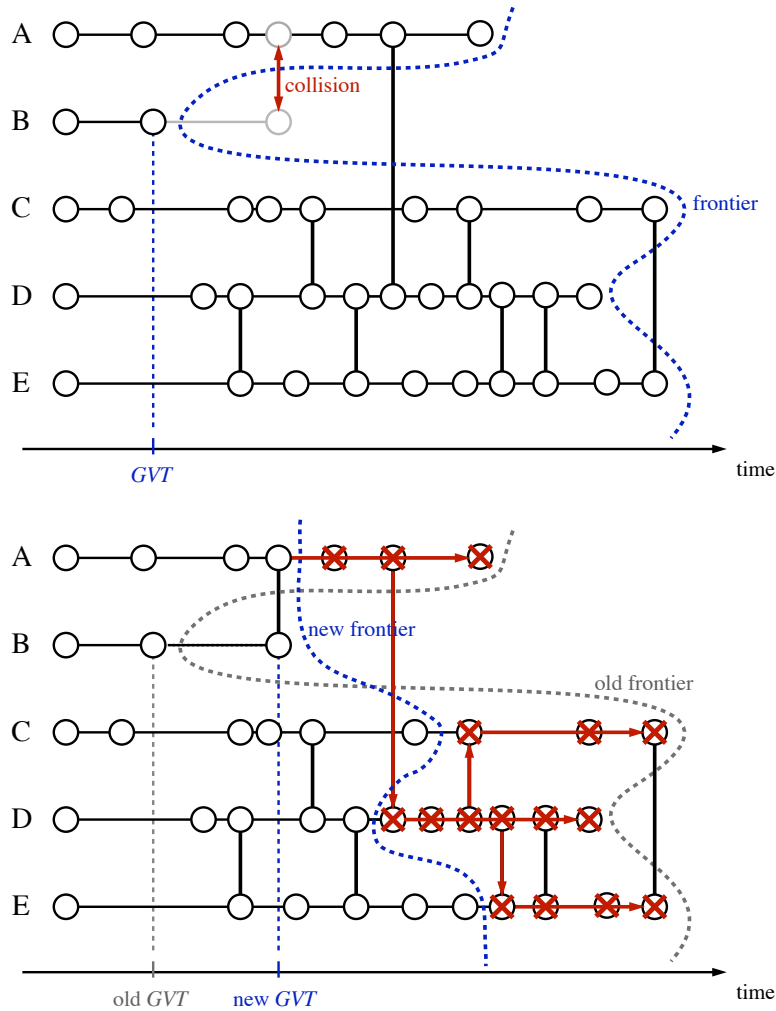 A
collision
B
C
frontier
D
E
time
GVT
A
new frontier
B
old frontier
C
D
E
time
old GVT
new GVT